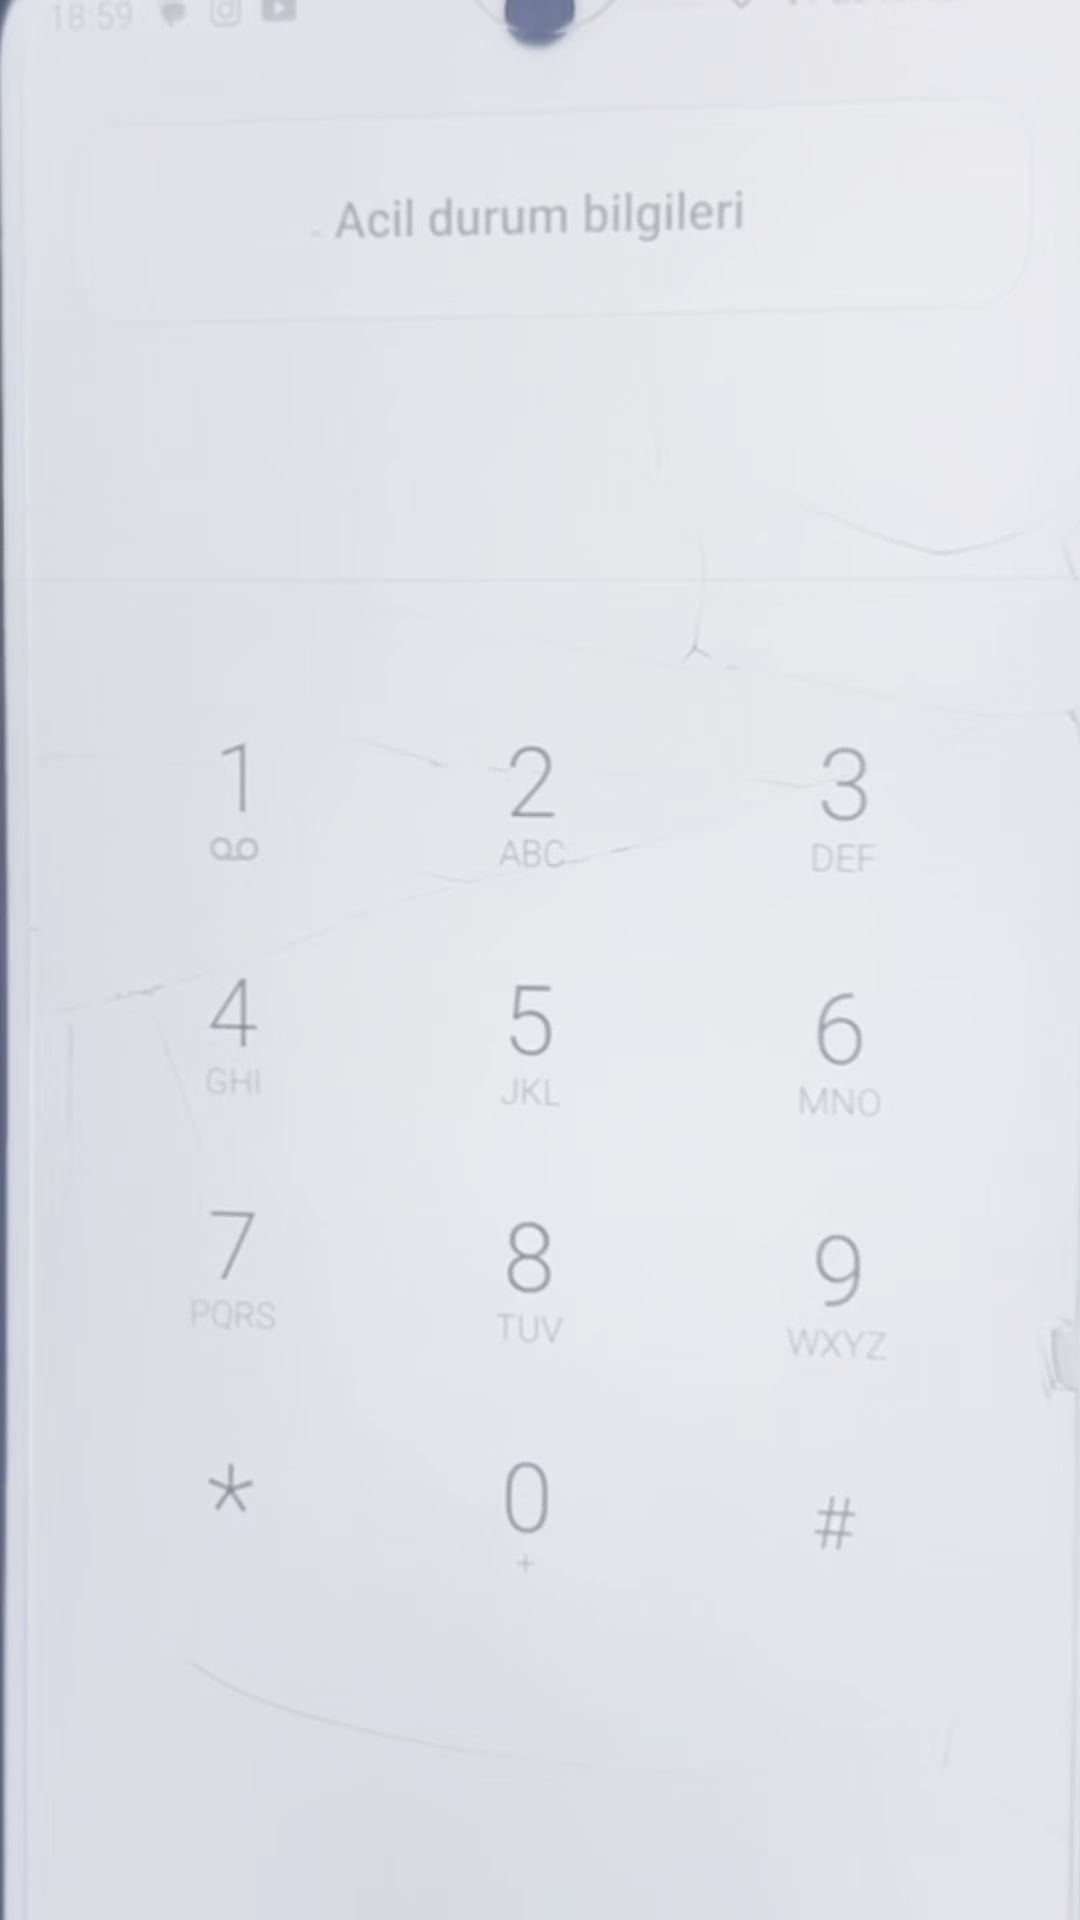 18:59
Acil durum bilgileri
1 2 3
ABC DEF
4 5 6
GHI JKL MNO
7 8 9
PQRS TUV WXYZ
* 0 #
+